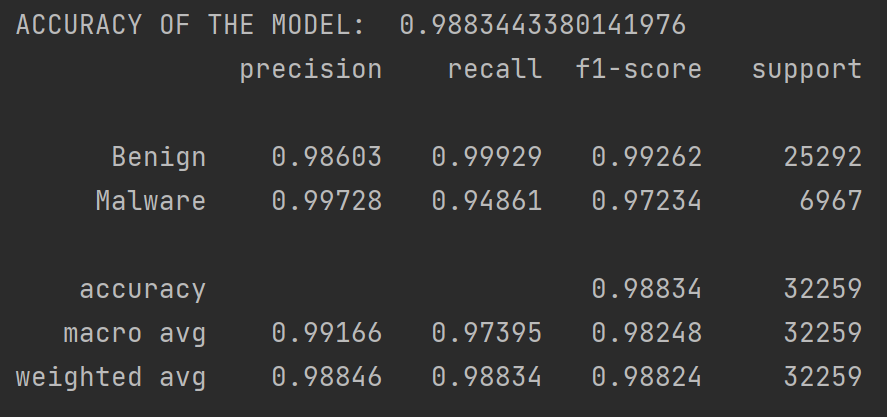 ACCURACY OF THE MODEL:  0.9883443380141976
              precision    recall  f1-score   support
      Benign    0.98603   0.99929   0.99262     25292
     Malware    0.99728   0.94861   0.97234      6967
    accuracy                        0.98834     32259
   macro avg    0.99166   0.97395   0.98248     32259
weighted avg    0.98846   0.98834   0.98824     32259